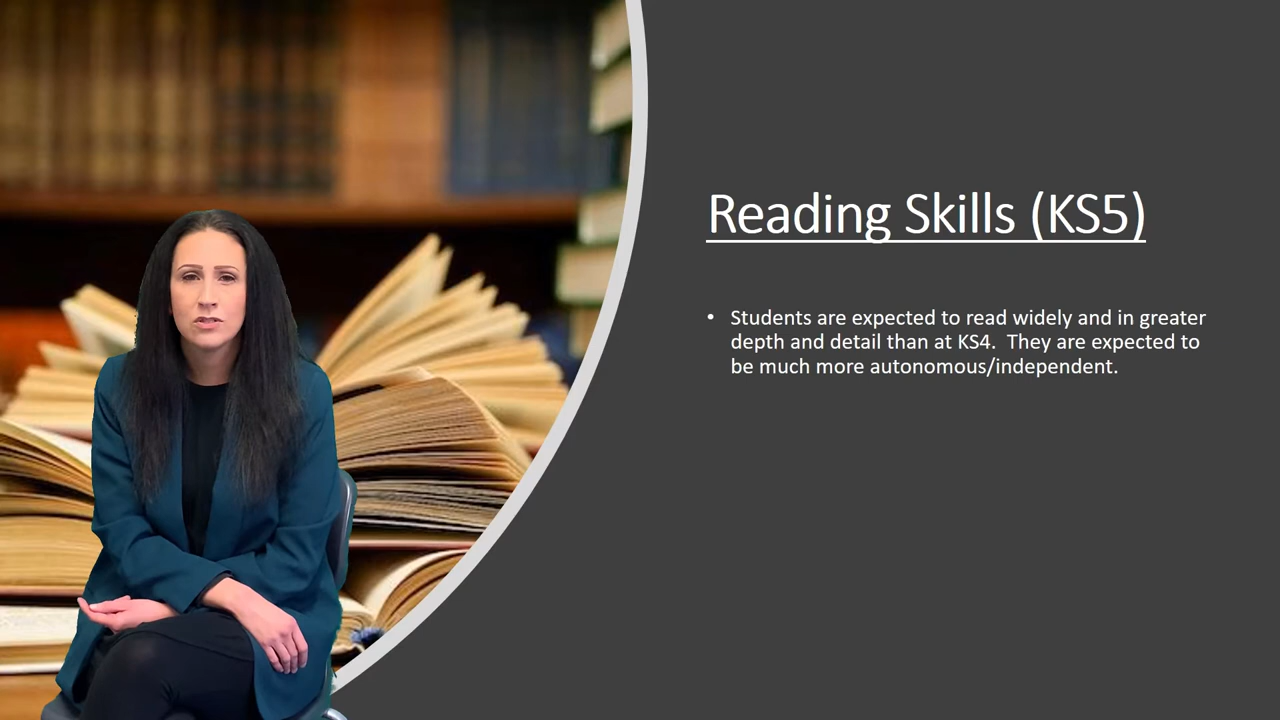 Reading Skills (KS5)
• Students are expected to read widely and in greater
depth and detail than at KS4.  They are expected to
be much more autonomous/independent.